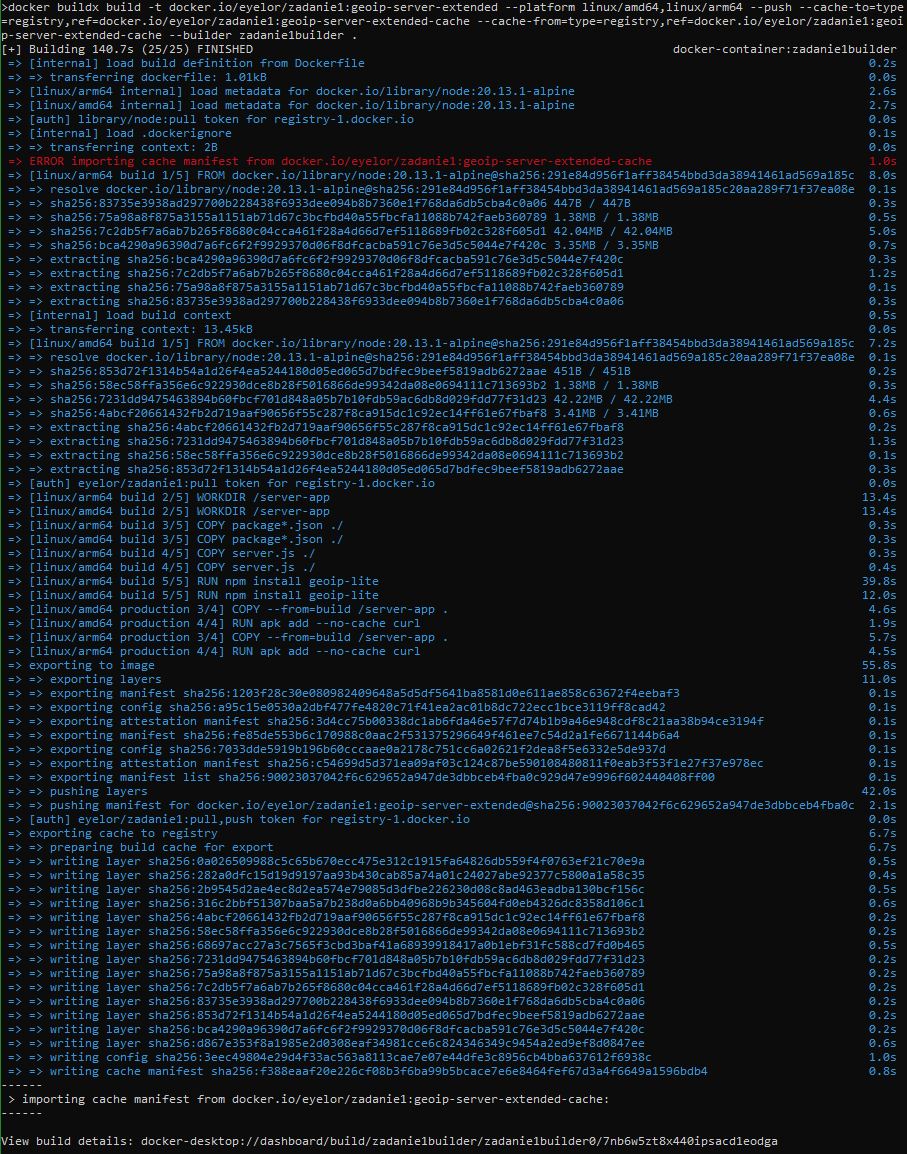 >docker buildx build -t docker.io/eyelor/zadanie1:geoip-server-extended --platform linux/amd64,linux/arm64 --push --cache-to=type
=registry,ref=docker.io/eyelor/zadanie1:geoip-server-extended-cache --cache-from=type=registry,ref=docker.io/eyelor/zadanie1:geoi
p-server-extended-cache --builder zadanie1builder .
[+] Building 140.7s (25/25) FINISHED docker-container:zadanie1builder
=> [internal] load build definition from Dockerfile 0.2s
=> => transferring dockerfile: 1.01kB 0.0s
=> [linux/arm64 internal] load metadata for docker.io/library/node:20.13.1-alpine 2.6s
=> [linux/amd64 internal] load metadata for docker.io/library/node:20.13.1-alpine 2.7s
=> [auth] library/node:pull token for registry-1.docker.io 0.0s
=> [internal] load .dockerignore 0.1s
=> => transferring context: 2B 0.0s
=> ERROR importing cache manifest from docker.io/eyelor/zadanie1:geoip-server-extended-cache 1.0s
=> [linux/arm64 build 1/5] FROM docker.io/library/node:20.13.1-alpine@sha256:291e84d956f1aff38454bbd3da38941461ad569a185c 8.0s
=> => resolve docker.io/library/node:20.13.1-alpine@sha256:291e84d956f1aff38454bbd3da38941461ad569a185c20aa289f71f37ea08e 0.1s
=> => sha256:83735e3938ad297700b228438f6933dee094b8b7360e1f768da6db5cba4c0a06 447B / 447B 0.3s
=> => sha256:75a98a8f875a3155a1151ab71d67c3bcfbd40a55fbcfa11088b742faeb360789 1.38MB / 1.38MB 0.5s
=> => sha256:7c2db5f7a6ab7b265f8680c04cca461f28a4d66d7ef5118689fb02c328f605d1 42.04MB / 42.04MB 5.0s
=> => sha256:bca4290a96390d7a6fc6f2f9929370d06f8dfcacba591c76e3d5c5044e7f420c 3.35MB / 3.35MB 0.7s
=> => extracting sha256:bca4290a96390d7a6fc6f2f9929370d06f8dfcacba591c76e3d5c5044e7f420c 0.3s
=> => extracting sha256:7c2db5f7a6ab7b265f8680c04cca461f28a4d66d7ef5118689fb02c328f605d1 1.2s
=> => extracting sha256:75a98a8f875a3155a1151ab71d67c3bcfbd40a55fbcfa11088b742faeb360789 0.1s
=> => extracting sha256:83735e3938ad297700b228438f6933dee094b8b7360e1f768da6db5cba4c0a06 0.3s
=> [internal] load build context 0.5s
=> => transferring context: 13.45kB 0.0s
=> [linux/amd64 build 1/5] FROM docker.io/library/node:20.13.1-alpine@sha256:291e84d956f1aff38454bbd3da38941461ad569a185c 7.2s
=> => resolve docker.io/library/node:20.13.1-alpine@sha256:291e84d956f1aff38454bbd3da38941461ad569a185c20aa289f71f37ea08e 0.1s
=> => sha256:853d72f1314b54a1d26f4ea5244180d05ed065d7bdfec9beef5819adb6272aae 451B / 451B 0.2s
=> => sha256:58ec58ffa356e6c922930dce8b28f5016866de99342da08e0694111c713693b2 1.38MB / 1.38MB 0.3s
=> => sha256:7231dd9475463894b60fbcf701d848a05b7b10fdb59ac6db8d029fdd77f31d23 42.22MB / 42.22MB 4.4s
=> => sha256:4abcf20661432fb2d719aaf90656f55c287f8ca915dc1c92ec14ff61e67fbaf8 3.41MB / 3.41MB 0.6s
=> => extracting sha256:4abcf20661432fb2d719aaf90656f55c287f8ca915dc1c92ec14ff61e67fbaf8 0.2s
=> => extracting sha256:7231dd9475463894b60fbcf701d848a05b7b10fdb59ac6db8d029fdd77f31d23 1.3s
=> => extracting sha256:58ec58ffa356e6c922930dce8b28f5016866de99342da08e0694111c713693b2 0.1s
=> => extracting sha256:853d72f1314b54a1d26f4ea5244180d05ed065d7bdfec9beef5819adb6272aae 0.3s
=> [auth] eyelor/zadanie1:pull token for registry-1.docker.io 0.0s
=> [linux/arm64 build 2/5] WORKDIR /server-app 13.4s
=> [linux/amd64 build 2/5] WORKDIR /server-app 13.4s
=> [linux/arm64 build 3/5] COPY package*.json ./ 0.3s
=> [linux/amd64 build 3/5] COPY package*.json ./ 0.3s
=> [linux/arm64 build 4/5] COPY server.js ./ 0.3s
=> [linux/amd64 build 4/5] COPY server.js ./ 0.4s
=> [linux/arm64 build 5/5] RUN npm install geoip-lite 39.8s
=> [linux/amd64 build 5/5] RUN npm install geoip-lite 12.0s
=> [linux/amd64 production 3/4] COPY --from=build /server-app . 4.6s
=> [linux/amd64 production 4/4] RUN apk add --no-cache curl 1.9s
=> [linux/arm64 production 3/4] COPY --from=build /server-app . 5.7s
=> [linux/arm64 production 4/4] RUN apk add --no-cache curl 4.5s
=> exporting to image 55.8s
=> => exporting layers 11.0s
=> => exporting manifest sha256:1203f28c30e080982409648a5d5df5641ba8581d0e611ae858c63672f4eebaf3 0.1s
=> => exporting config sha256:a95c15e0530a2dbf477fe4820c71f41ea2ac01b8dc722ecc1bce3119ff8cad42 0.1s
=> => exporting attestation manifest sha256:3d4cc75b00338dc1ab6fda46e57f7d74b1b9a46e948cdf8c21aa38b94ce3194f 0.1s
=> => exporting manifest sha256:fe85de553b6c170988c0aac2f531375296649f461ee7c54d2a1fe6671144b6a4 0.1s
=> => exporting config sha256:7033dde5919b196b60cccaae0a2178c751cc6a02621f2dea8f5e6332e5de937d 0.1s
=> => exporting attestation manifest sha256:c54699d5d371ea09af03c124c87be590108480811f0eab3f53f1e27f37e978ec 0.1s
=> => exporting manifest list sha256:90023037042f6c629652a947de3dbbceb4fba0c929d47e9996f602440408ff00 0.1s
=> => pushing layers 42.0s
=> => pushing manifest for docker.io/eyelor/zadanie1:geoip-server-extended@sha256:90023037042f6c629652a947de3dbbceb4fba0c 2.1s
=> [auth] eyelor/zadanie1:pull,push token for registry-1.docker.io 0.0s
=> exporting cache to registry 6.7s
=> => preparing build cache for export 6.7s
=> => writing layer sha256:0a026509988c5c65b670ecc475e312c1915fa64826db559f4f0763ef21c70e9a 0.5s
=> => writing layer sha256:282a0dfc15d19d9197aa93b430cab85a74a01c24027abe92377c5800a1a58c35 0.4s
=> => writing layer sha256:2b9545d2ae4ec8d2ea574e79085d3dfbe226230d08c8ad463eadba130bcf156c 0.5s
=> => writing layer sha256:316c2bbf51307baa5a7b238d0a6bb40968b9b345604fd0eb4326dc8358d106c1 0.6s
=> => writing layer sha256:4abcf20661432fb2d719aaf90656f55c287f8ca915dc1c92ec14ff61e67fbaf8 0.2s
=> => writing layer sha256:58ec58ffa356e6c922930dce8b28f5016866de99342da08e0694111c713693b2 0.2s
=> => writing layer sha256:68697acc27a3c7565f3cbd3baf41a68939918417a0b1ebf31fc588cd7fd0b465 0.5s
=> => writing layer sha256:7231dd9475463894b60fbcf701d848a05b7b10fdb59ac6db8d029fdd77f31d23 0.2s
=> => writing layer sha256:75a98a8f875a3155a1151ab71d67c3bcfbd40a55fbcfa11088b742faeb360789 0.2s
=> => writing layer sha256:7c2db5f7a6ab7b265f8680c04cca461f28a4d66d7ef5118689fb02c328f605d1 0.2s
=> => writing layer sha256:83735e3938ad297700b228438f6933dee094b8b7360e1f768da6db5cba4c0a06 0.2s
=> => writing layer sha256:853d72f1314b54a1d26f4ea5244180d05ed065d7bdfec9beef5819adb6272aae 0.2s
=> => writing layer sha256:bca4290a96390d7a6fc6f2f9929370d06f8dfcacba591c76e3d5c5044e7f420c 0.2s
=> => writing layer sha256:d867e353f8a1985e2d0308eaf34981cce6c824346349c9454a2ed9ef8d0847ee 0.6s
=> => writing config sha256:3eec49804e29d4f33ac563a8113cae7e07e44dfe3c8956cb4bba637612f6938c 1.0s
=> => writing cache manifest sha256:f388eaaf20e226cf08b3f6ba99b5bcace7e6e8464fef67d3a4f6649a1596bdb4 0.8s
------
> importing cache manifest from docker.io/eyelor/zadanie1:geoip-server-extended-cache:
------
View build details: docker-desktop://dashboard/build/zadanie1builder/zadanie1builder0/7nb6w5zt8x440ipsacd1eodga